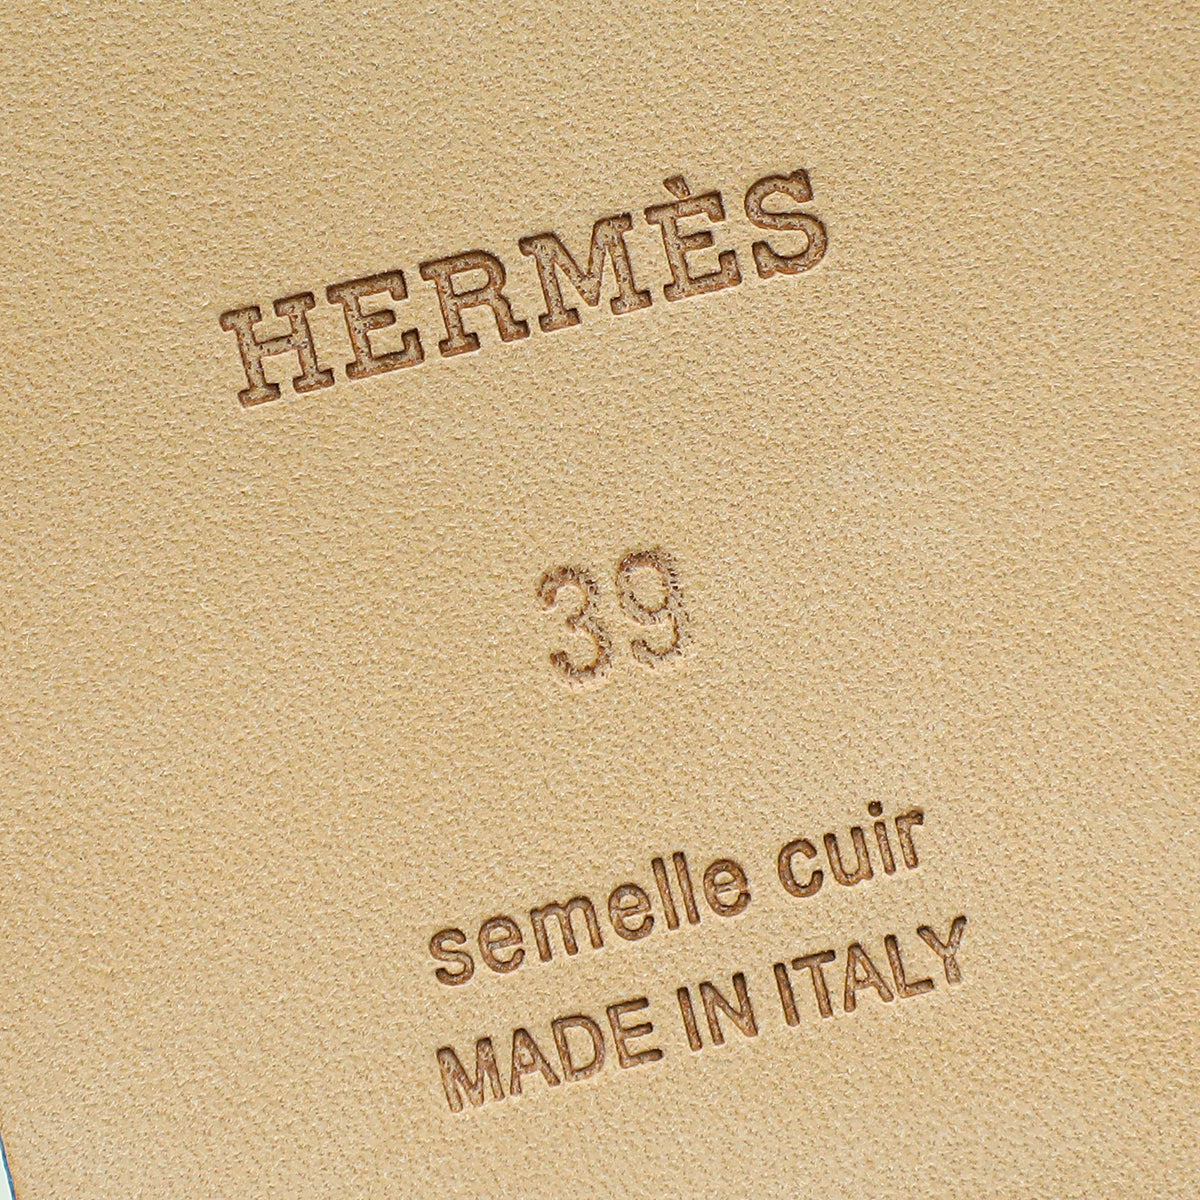 HERMÈS
39
semelle cuir
MADE IN ITALY